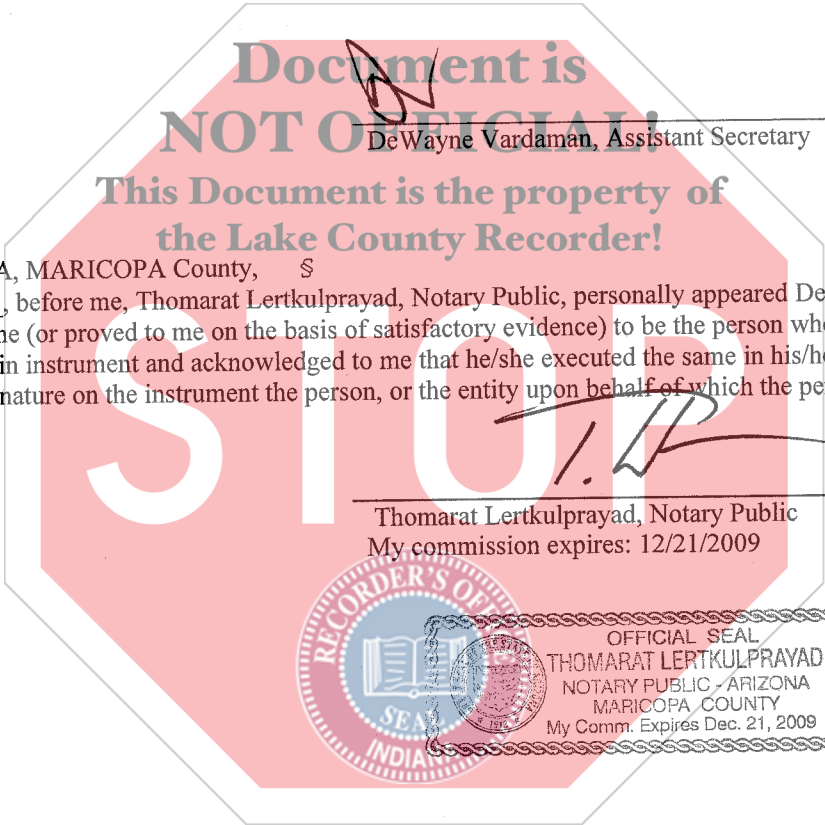 Document is
NOT OFFICIAL!
DeWayne Vardaman, Assistant Secretary
This Document is the property of
the Lake County Recorder!
A, MARICOPA County, §
, before me, Thomarat Lertkulprayad, Notary Public, personally appeared De
ne (or proved to me on the basis of satisfactory evidence) to be the person wh
in instrument and acknowledged to me that he/she executed the same in his/he
nature on the instrument the person, or the entity upon behalf of which the pe
STOP
Thomarat Lertkulprayad, Notary Public
My commission expires: 12/21/2009
RECORDER'S OFFICE
SEAL
INDIANA
OFFICIAL SEAL
THOMARAT LERTKULPRAYAD
NOTARY PUBLIC - ARIZONA
MARICOPA COUNTY
My Comm. Expires Dec. 21, 2009